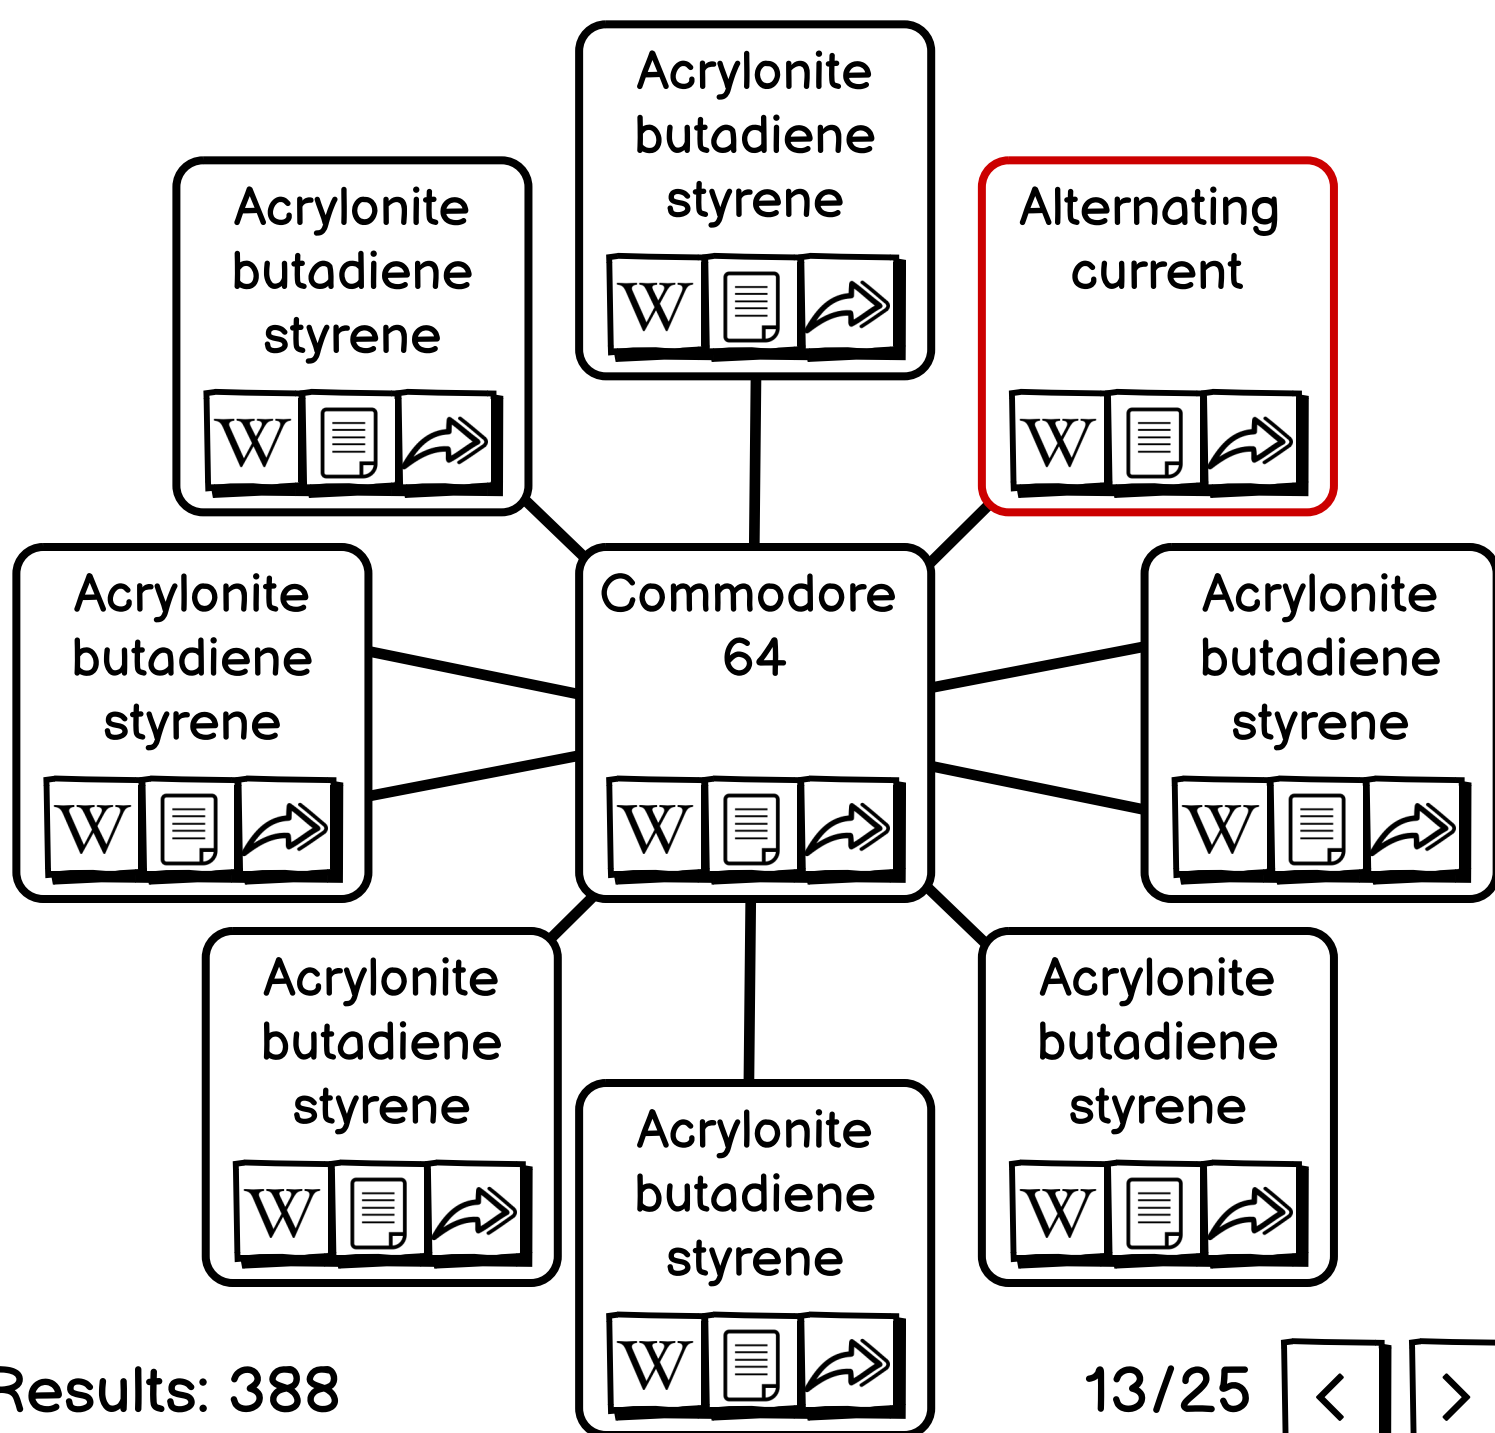 Acrylonite
butadiene
styrene
W
Acrylonite
butadiene
styrene
W
Alternating
current
W
Acrylonite
butadiene
styrene
W
Commodore
64
W
Acrylonite
butadiene
styrene
W
Acrylonite
butadiene
styrene
W
Acrylonite
butadiene
styrene
W
Acrylonite
butadiene
styrene
W
Results: 388
13/25 < >